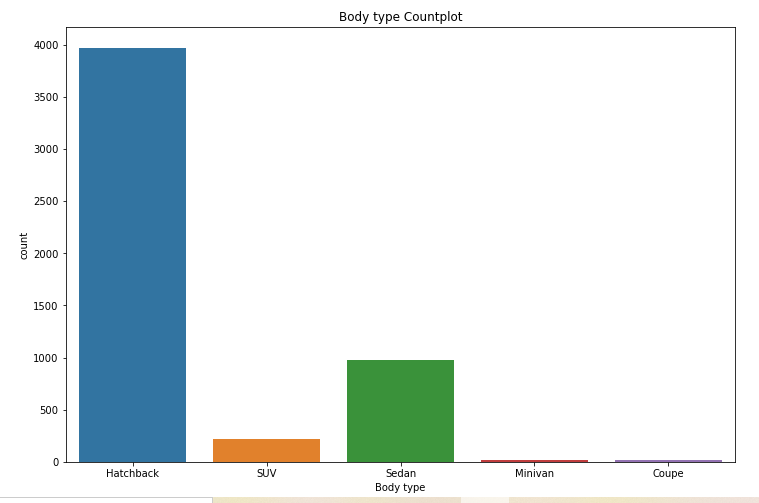 Body type Countplot
4000
3500
3000
2500
2000
1500
1000
500
0
count
Hatchback SUV Sedan Minivan Coupe
Body type